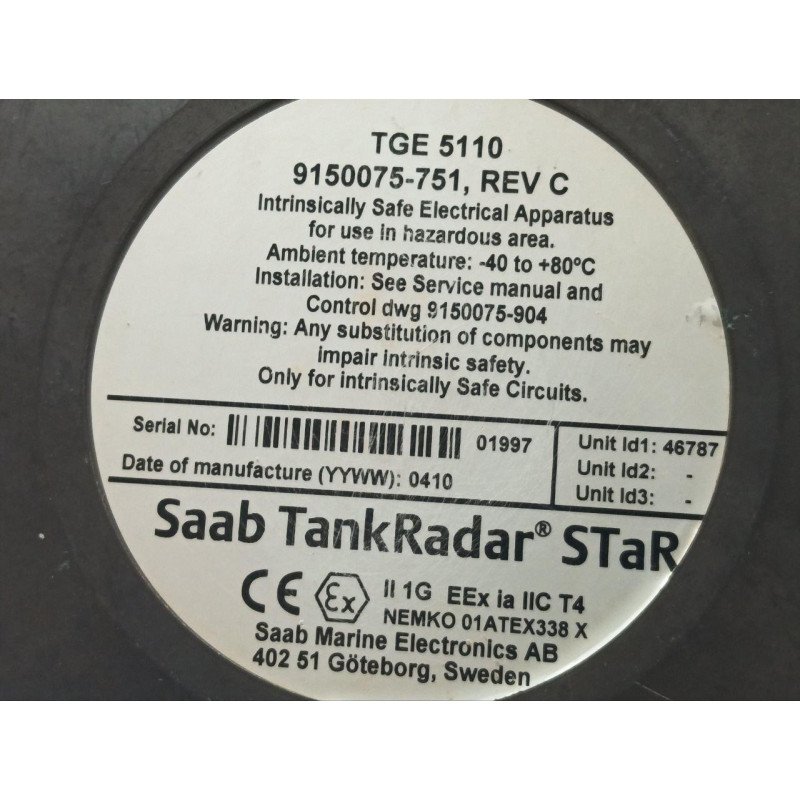 TGE 5110
9150075-751, REV C
Intrinsically Safe Electrical Apparatus
for use in hazardous area.
Ambient temperature: -40 to +80ºC
Installation: See Service manual and
Control dwg 9150075-904
Warning: Any substitution of components may
impair intrinsic safety.
Only for intrinsically Safe Circuits.
Serial No: 01997
Date of manufacture (YYWW): 0410
Unit Id1: 46787
Unit Id2: -
Unit Id3: -
Saab TankRadar® STaR
CE Ex II 1G EEx ia IIC T4
NEMKO 01ATEX338 X
Saab Marine Electronics AB
402 51 Göteborg, Sweden